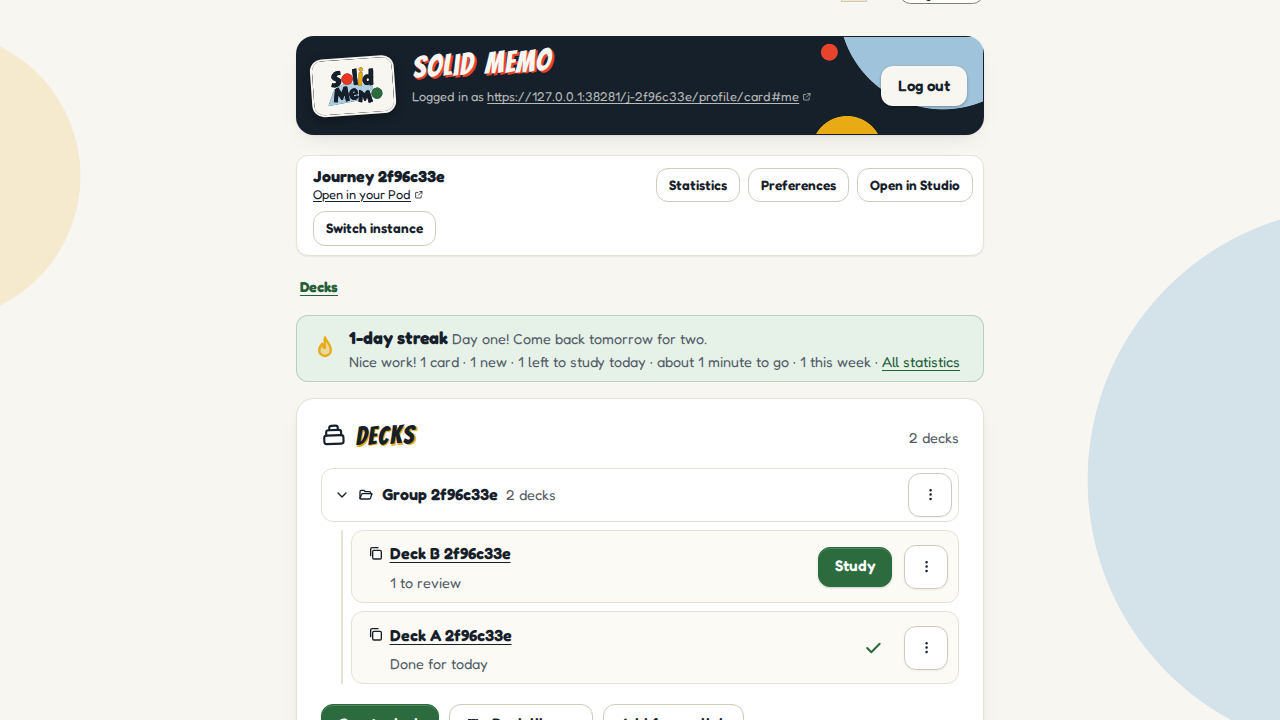 Solid Memo
SOLID MEMO
Logged in as https://127.0.0.1:38281/j-2f96c33e/profile/card#me
Log out
Journey 2f96c33e
Open in your Pod
Statistics
Preferences
Open in Studio
Switch instance
Decks
1-day streak Day one! Come back tomorrow for two.
Nice work! 1 card · 1 new · 1 left to study today · about 1 minute to go · 1 this week · All statistics
DECKS
2 decks
Group 2f96c33e 2 decks
Deck B 2f96c33e
1 to review
Study
Deck A 2f96c33e
Done for today